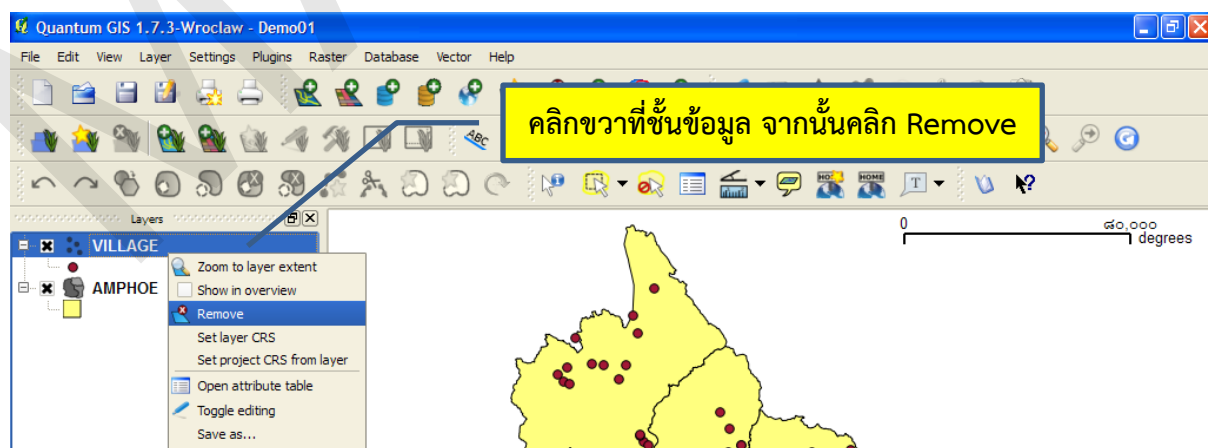 Quantum GIS 1.7.3-Wroclaw - Demo01
File Edit View Layer Settings Plugins Raster Database Vector Help
คลิกขวาที่ชั้นข้อมูล จากนั้นคลิก Remove
ABC
HOME
T
Layers
VILLAGE
AMPHOE
Zoom to layer extent
Show in overview
Remove
Set layer CRS
Set project CRS from layer
Open attribute table
Toggle editing
Save as...
0 ๘๐,๐๐๐
degrees